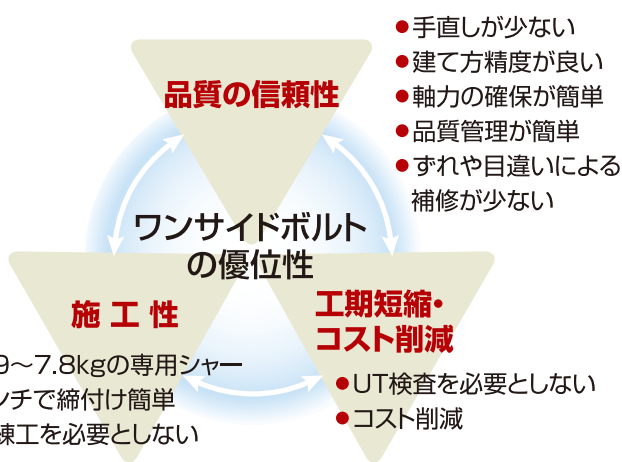 品質の信頼性
●手直しが少ない
●建て方精度が良い
●軸力の確保が簡単
●品質管理が簡単
●ずれや目違いによる
補修が少ない
ワンサイドボルト
の優位性
施工性
9〜7.8kgの専用シャー
ンチで締付け簡単
練工を必要としない
工期短縮・
コスト削減
●UT検査を必要としない
●コスト削減